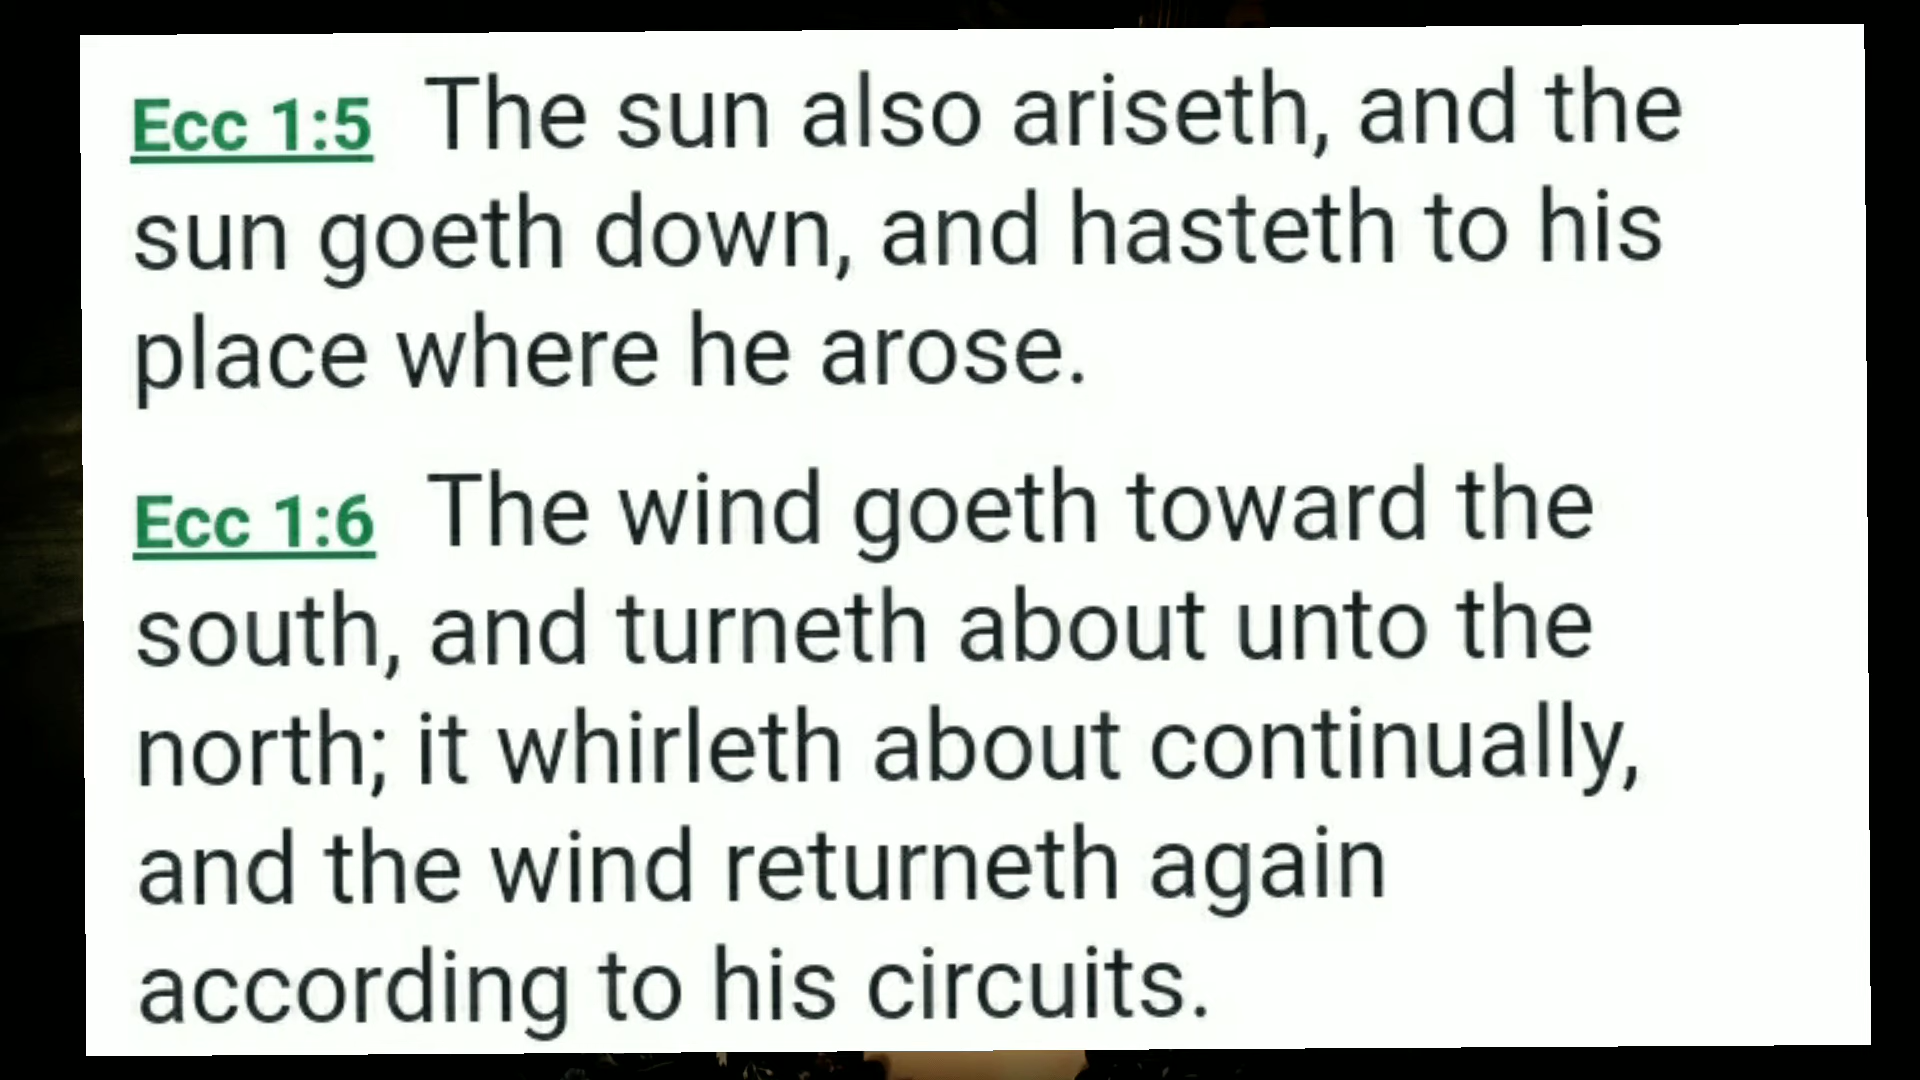 Ecc 1:5 The sun also ariseth, and the
sun goeth down, and hasteth to his
place where he arose.
Ecc 1:6 The wind goeth toward the
south, and turneth about unto the
north; it whirleth about continually,
and the wind returneth again
according to his circuits.